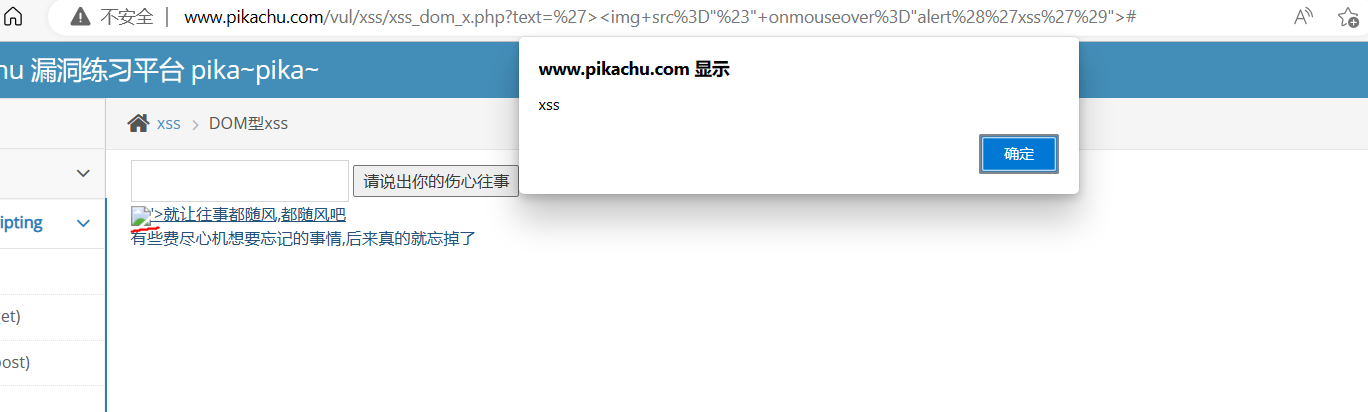 不安全 | www.pikachu.com/vul/xss/xss_dom_x.php?text=%27><img+src%3D"%23"+onmouseover%3D"alert%28%27xss%27%29">#
hu 漏洞练习平台 pika~pika~
www.pikachu.com 显示
xss
确定
xss > DOM型xss
请说出你的伤心往事
ipting
'>就让往事都随风,都随风吧
有些费尽心机想要忘记的事情,后来真的就忘掉了
et)
ost)